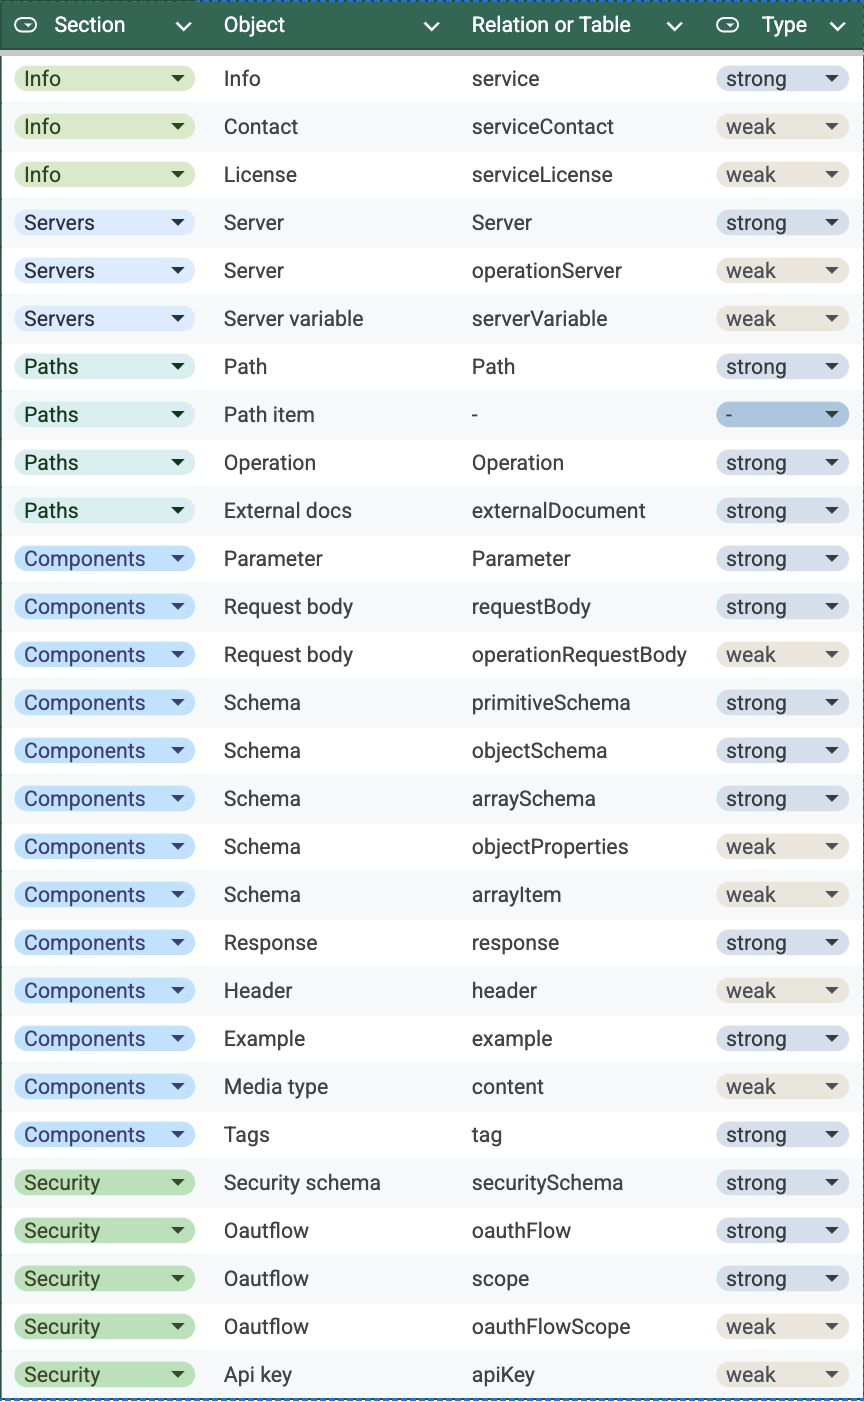 Section Object Relation or Table Type
Info Info service strong
Info Contact serviceContact weak
Info License serviceLicense weak
Servers Server Server strong
Servers Server operationServer weak
Servers Server variable serverVariable weak
Paths Path Path strong
Paths Path item - -
Paths Operation Operation strong
Paths External docs externalDocument strong
Components Parameter Parameter strong
Components Request body requestBody strong
Components Request body operationRequestBody weak
Components Schema primitiveSchema strong
Components Schema objectSchema strong
Components Schema arraySchema strong
Components Schema objectProperties weak
Components Schema arrayItem weak
Components Response response strong
Components Header header weak
Components Example example strong
Components Media type content weak
Components Tags tag strong
Security Security schema securitySchema strong
Security Oautflow oauthFlow strong
Security Oautflow scope strong
Security Oautflow oauthFlowScope weak
Security Api key apiKey weak